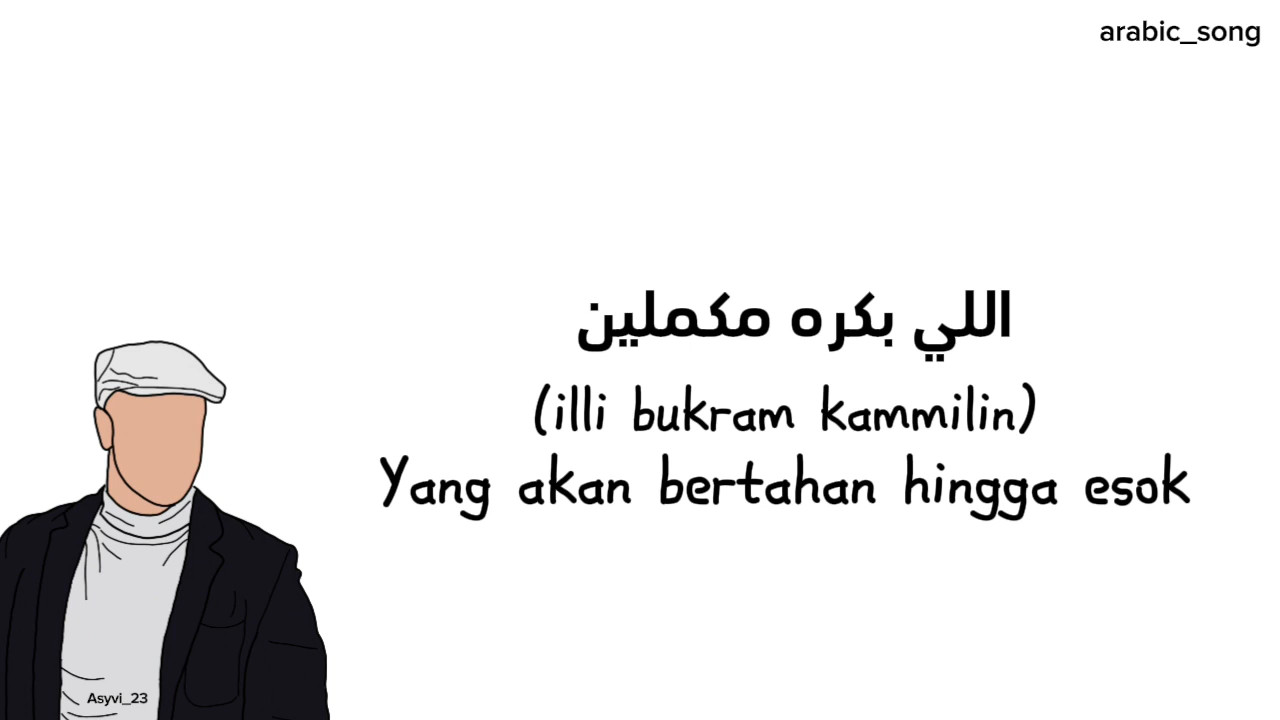 arabic_song
اللي بكره مكملين
(illi bukram kammilin)
Yang akan bertahan hingga esok
Asyvi_23